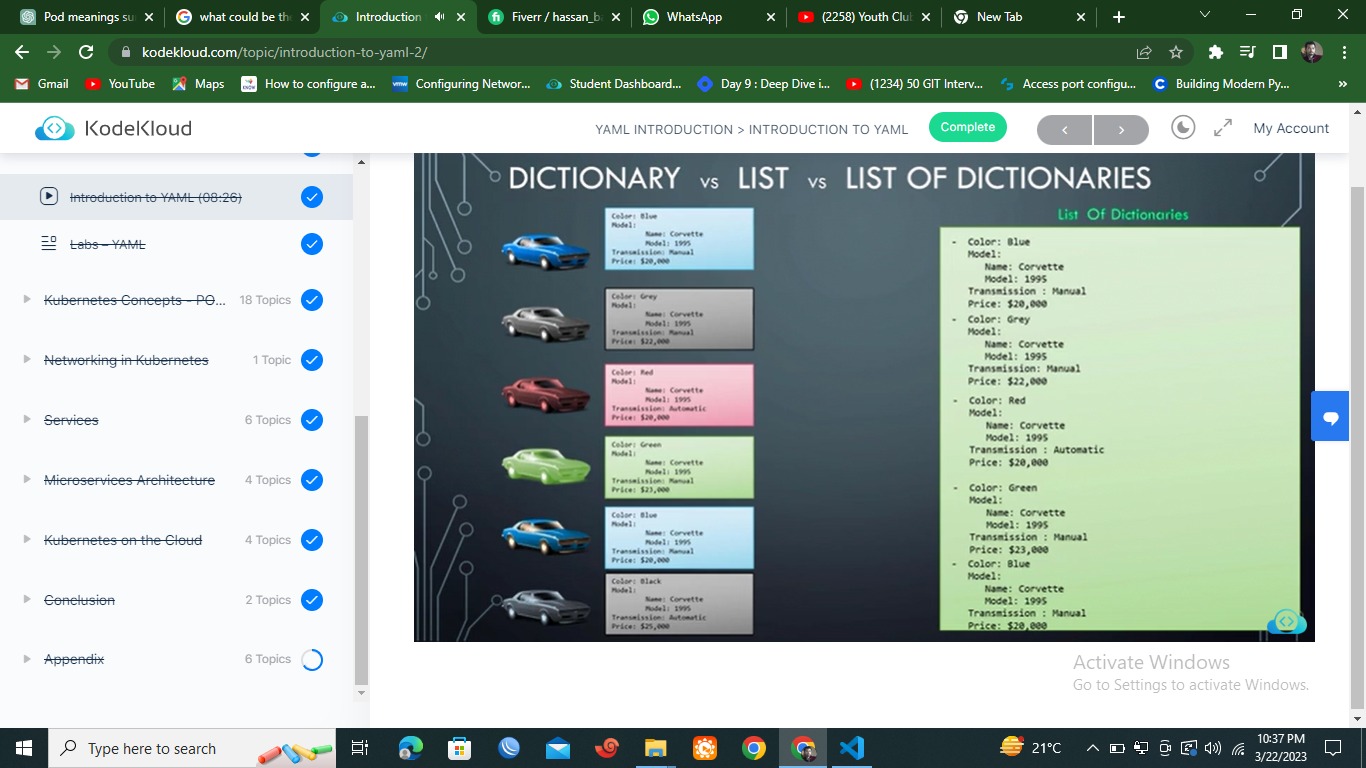 Pod meanings su
what could be the
Introduction
Fiverr / hassan_b
WhatsApp
(2258) Youth Club
New Tab
kodekloud.com/topic/introduction-to-yaml-2/
Gmail
YouTube
Maps
How to configure a...
Configuring Networ...
Student Dashboard...
Day 9 : Deep Dive i...
(1234) 50 GIT Interv...
Access port configu...
Building Modern Py...
KodeKloud
YAML INTRODUCTION > INTRODUCTION TO YAML
Complete
My Account
Introduction to YAML (08:26)
Labs – YAML
Kubernetes Concepts – PO... 18 Topics
Networking in Kubernetes 1 Topic
Services 6 Topics
Microservices Architecture 4 Topics
Kubernetes on the Cloud 4 Topics
Conclusion 2 Topics
Appendix 6 Topics
DICTIONARY VS LIST VS LIST OF DICTIONARIES
Color: Blue
Model:
Name: Corvette
Model: 1995
Transmission: Manual
Price: $20,000
Color: Grey
Model:
Name: Corvette
Model: 1995
Transmission: Manual
Price: $22,000
Color: Red
Model:
Name: Corvette
Model: 1995
Transmission: Automatic
Price: $20,000
Color: Green
Model:
Name: Corvette
Model: 1995
Transmission: Manual
Price: $23,000
Color: Blue
Model:
Name: Corvette
Model: 1995
Transmission: Manual
Price: $20,000
Color: Black
Model:
Name: Corvette
Model: 1995
Transmission: Automatic
Price: $25,000
List Of Dictionaries
- Color: Blue
Model:
Name: Corvette
Model: 1995
Transmission : Manual
Price: $20,000
- Color: Grey
Model:
Name: Corvette
Model: 1995
Transmission: Manual
Price: $22,000
- Color: Red
Model:
Name: Corvette
Model: 1995
Transmission : Automatic
Price: $20,000
- Color: Green
Model:
Name: Corvette
Model: 1995
Transmission : Manual
Price: $23,000
- Color: Blue
Model:
Name: Corvette
Model: 1995
Transmission : Manual
Price: $20,000
Activate Windows
Go to Settings to activate Windows.
Type here to search
21°C
10:37 PM
3/22/2023